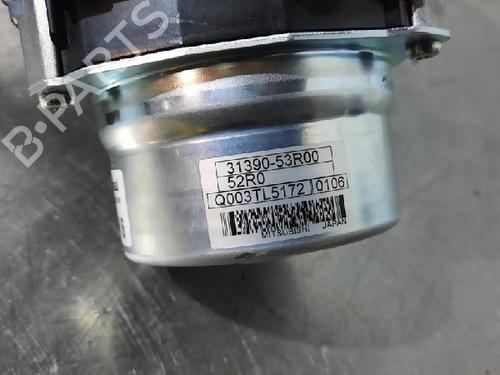 B-PARTS
31390-53R00
52R0
Q003TL5172 0106
MITSUBISHI JAPAN